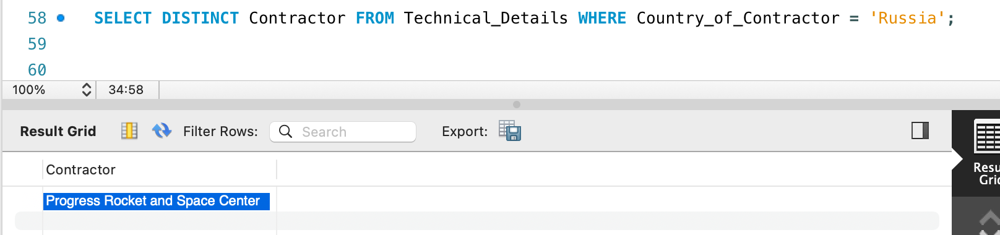 58 SELECT DISTINCT Contractor FROM Technical_Details WHERE Country_of_Contractor = 'Russia';
59
60
100% 34:58
Result Grid Filter Rows: Search Export:
Resu
Grid
Contractor
Progress Rocket and Space Center